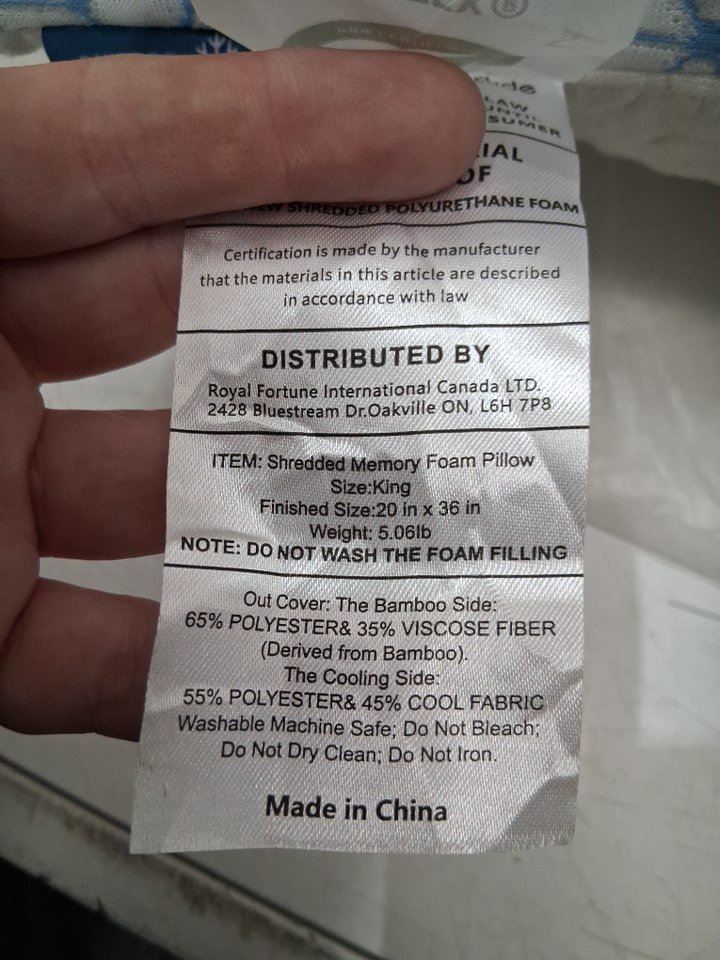 LAW
SUMER
IAL
OF
SHREDDED POLYURETHANE FOAM
Certification is made by the manufacturer
that the materials in this article are described
in accordance with law
DISTRIBUTED BY
Royal Fortune International Canada LTD.
2428 Bluestream Dr.Oakville ON, L6H 7P8
ITEM: Shredded Memory Foam Pillow
Size:King
Finished Size:20 in x 36 in
Weight: 5.06lb
NOTE: DO NOT WASH THE FOAM FILLING
Out Cover: The Bamboo Side:
65% POLYESTER& 35% VISCOSE FIBER
(Derived from Bamboo).
The Cooling Side:
55% POLYESTER& 45% COOL FABRIC
Washable Machine Safe; Do Not Bleach;
Do Not Dry Clean; Do Not Iron.
Made in China